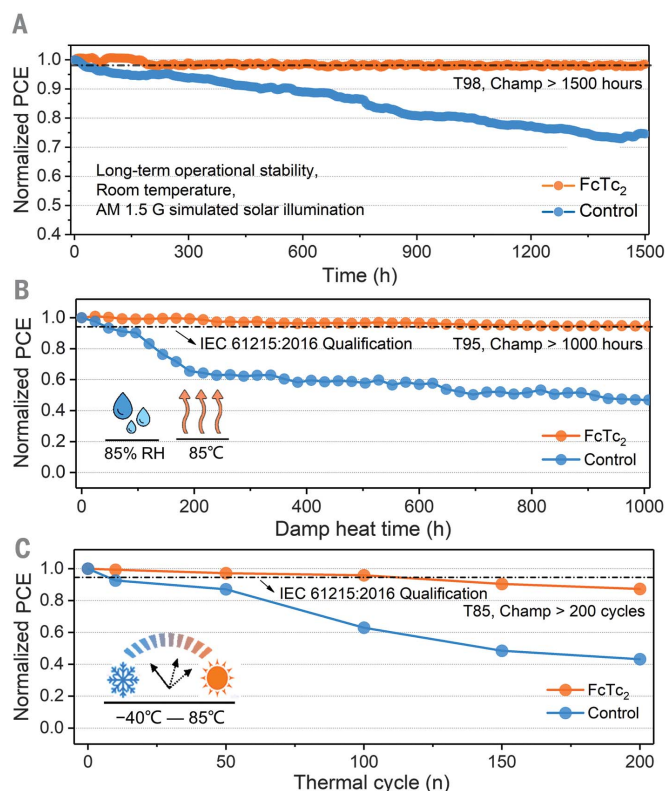 A
Normalized PCE
1.0
0.9
0.8
0.7
0.6
0.5
0.4
T98, Champ > 1500 hours
Long-term operational stability,
Room temperature,
AM 1.5 G simulated solar illumination
FcTc₂
Control
0 300 600 900 1200 1500
Time (h)
B
Normalized PCE
1.0
0.8
0.6
0.4
0.2
0.0
IEC 61215:2016 Qualification
T95, Champ > 1000 hours
85% RH
85℃
FcTc₂
Control
0 200 400 600 800 1000
Damp heat time (h)
C
Normalized PCE
1.0
0.8
0.6
0.4
0.2
0.0
IEC 61215:2016 Qualification
T85, Champ > 200 cycles
−40℃ — 85℃
FcTc₂
Control
0 50 100 150 200
Thermal cycle (n)